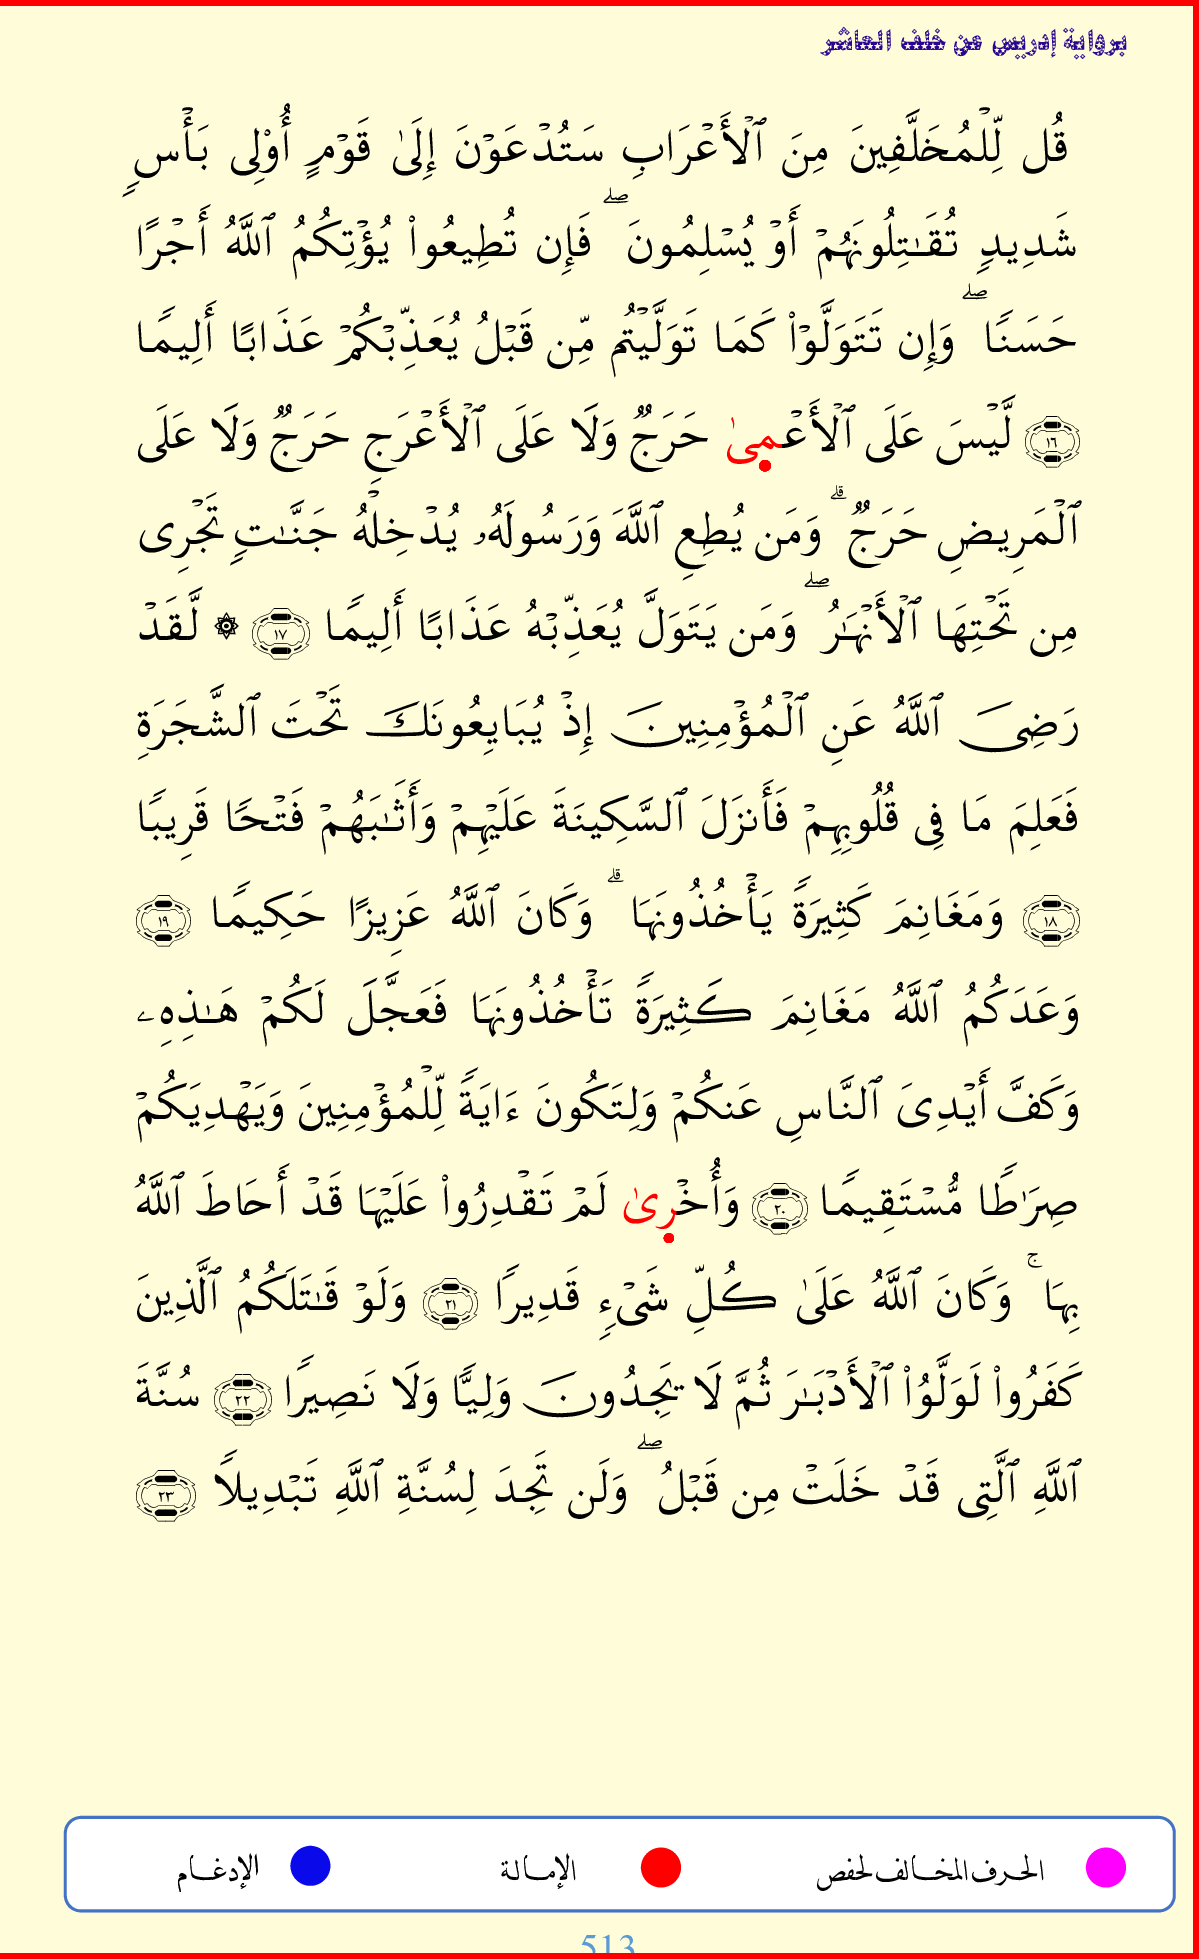 برواية إدريس عن خلف العاشر
قُل لِّلْمُخَلَّفِينَ مِنَ ٱلْأَعْرَابِ سَتُدْعَوْنَ إِلَىٰ قَوْمٍ أُوْلِى بَأْسٍ
شَدِيدٍ تُقَـٰتِلُونَهُمْ أَوْ يُسْلِمُونَ ۖ فَإِن تُطِيعُوا۟ يُؤْتِكُمُ ٱللَّهُ أَجْرًا
حَسَنًا ۖ وَإِن تَتَوَلَّوْا۟ كَمَا تَوَلَّيْتُم مِّن قَبْلُ يُعَذِّبْكُمْ عَذَابًا أَلِيمًا
١٦ لَّيْسَ عَلَى ٱلْأَعْمِىٰ حَرَجٌ وَلَا عَلَى ٱلْأَعْرَجِ حَرَجٌ وَلَا عَلَى
ٱلْمَرِيضِ حَرَجٌ ۗ وَمَن يُطِعِ ٱللَّهَ وَرَسُولَهُۥ يُدْخِلْهُ جَنَّـٰتٍ تَجْرِى
مِن تَحْتِهَا ٱلْأَنْهَـٰرُ ۖ وَمَن يَتَوَلَّ يُعَذِّبْهُ عَذَابًا أَلِيمًا ١٧ ۞ لَّقَدْ
رَضِىَ ٱللَّهُ عَنِ ٱلْمُؤْمِنِينَ إِذْ يُبَايِعُونَكَ تَحْتَ ٱلشَّجَرَةِ
فَعَلِمَ مَا فِى قُلُوبِهِمْ فَأَنزَلَ ٱلسَّكِينَةَ عَلَيْهِمْ وَأَثَـٰبَهُمْ فَتْحًا قَرِيبًا
١٨ وَمَغَانِمَ كَثِيرَةً يَأْخُذُونَهَا ۗ وَكَانَ ٱللَّهُ عَزِيزًا حَكِيمًا ١٩
وَعَدَكُمُ ٱللَّهُ مَغَانِمَ كَثِيرَةً تَأْخُذُونَهَا فَعَجَّلَ لَكُمْ هَـٰذِهِۦ
وَكَفَّ أَيْدِىَ ٱلنَّاسِ عَنكُمْ وَلِتَكُونَ ءَايَةً لِّلْمُؤْمِنِينَ وَيَهْدِيَكُمْ
صِرَٰطًا مُّسْتَقِيمًا ٢٠ وَأُخْرِىٰ لَمْ تَقْدِرُوا۟ عَلَيْهَا قَدْ أَحَاطَ ٱللَّهُ
بِهَا ۚ وَكَانَ ٱللَّهُ عَلَىٰ كُلِّ شَىْءٍ قَدِيرًا ٢١ وَلَوْ قَـٰتَلَكُمُ ٱلَّذِينَ
كَفَرُوا۟ لَوَلَّوُا۟ ٱلْأَدْبَـٰرَ ثُمَّ لَا يَجِدُونَ وَلِيًّا وَلَا نَصِيرًا ٢٢ سُنَّةَ
ٱللَّهِ ٱلَّتِى قَدْ خَلَتْ مِن قَبْلُ ۖ وَلَن تَجِدَ لِسُنَّةِ ٱللَّهِ تَبْدِيلًا ٢٣
الحرف المخالف لحفص الإمالة الإدغام
513